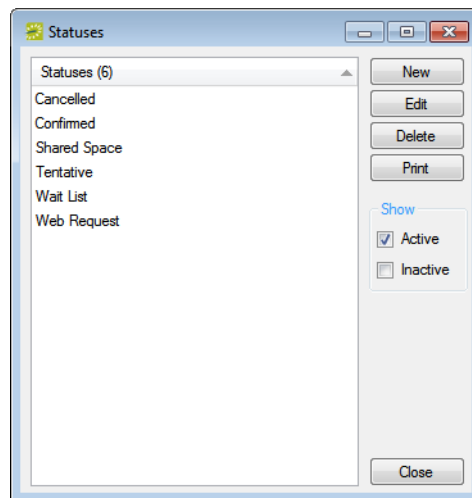 Statuses
Statuses (6)
Cancelled
Confirmed
Shared Space
Tentative
Wait List
Web Request
New
Edit
Delete
Print
Show
Active
Inactive
Close